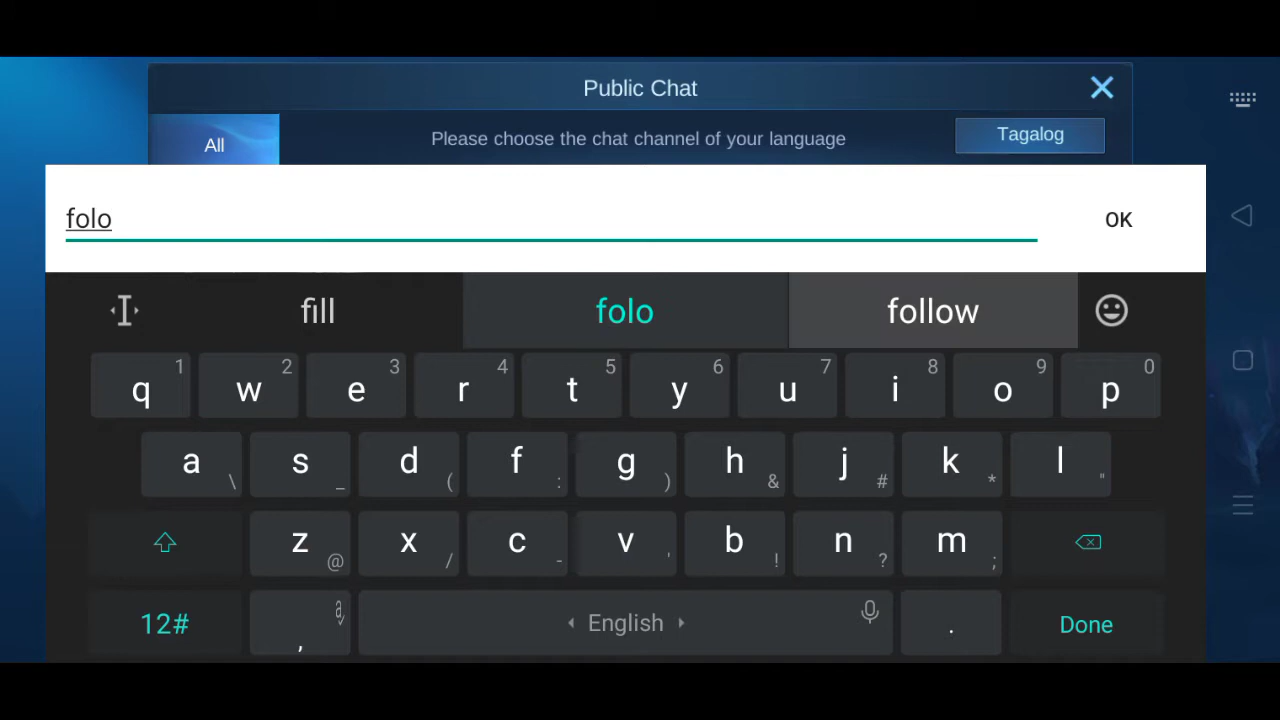 Public Chat
All
Please choose the chat channel of your language
Tagalog
folo
OK
fill
folo
follow
q 1 w 2 e 3 r 4 t 5 y 6 u 7 i 8 o 9 p 0
a \ s _ d ( f : g ) h & j # k * l "
z @ x / c - v ' b ! n ? m ;
12# , English . Done